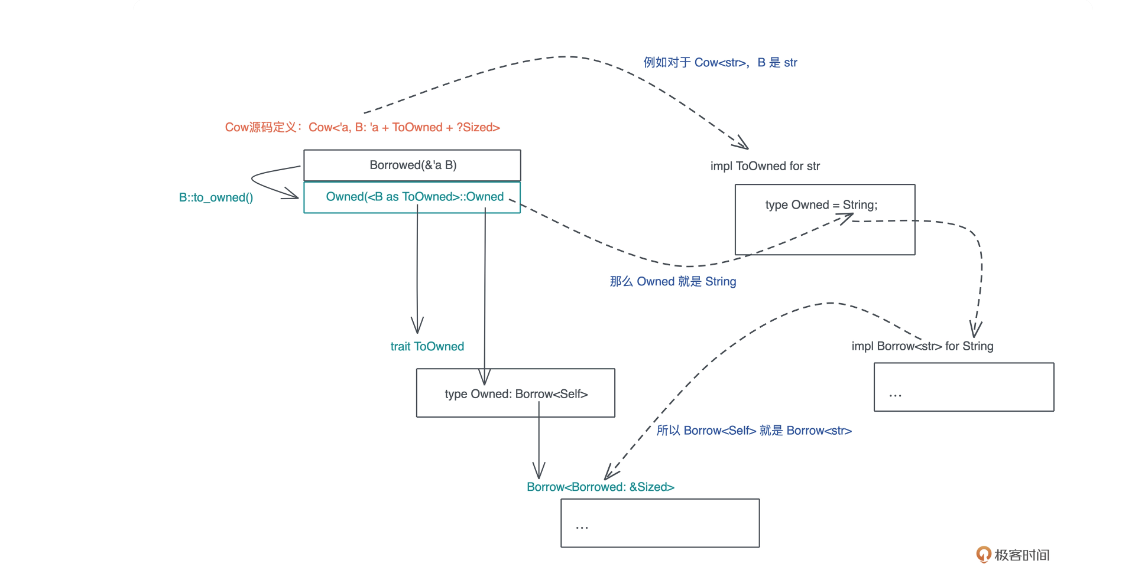 例如对于 Cow<str>，B 是 str
Cow源码定义：Cow<'a, B: 'a + ToOwned + ?Sized>
Borrowed(&'a B)
impl ToOwned for str
B::to_owned()
Owned(<B as ToOwned>::Owned
type Owned = String;
那么 Owned 就是 String
trait ToOwned
impl Borrow<str> for String
type Owned: Borrow<Self>
...
所以 Borrow<Self> 就是 Borrow<str>
Borrow<Borrowed: &Sized>
...
极客时间